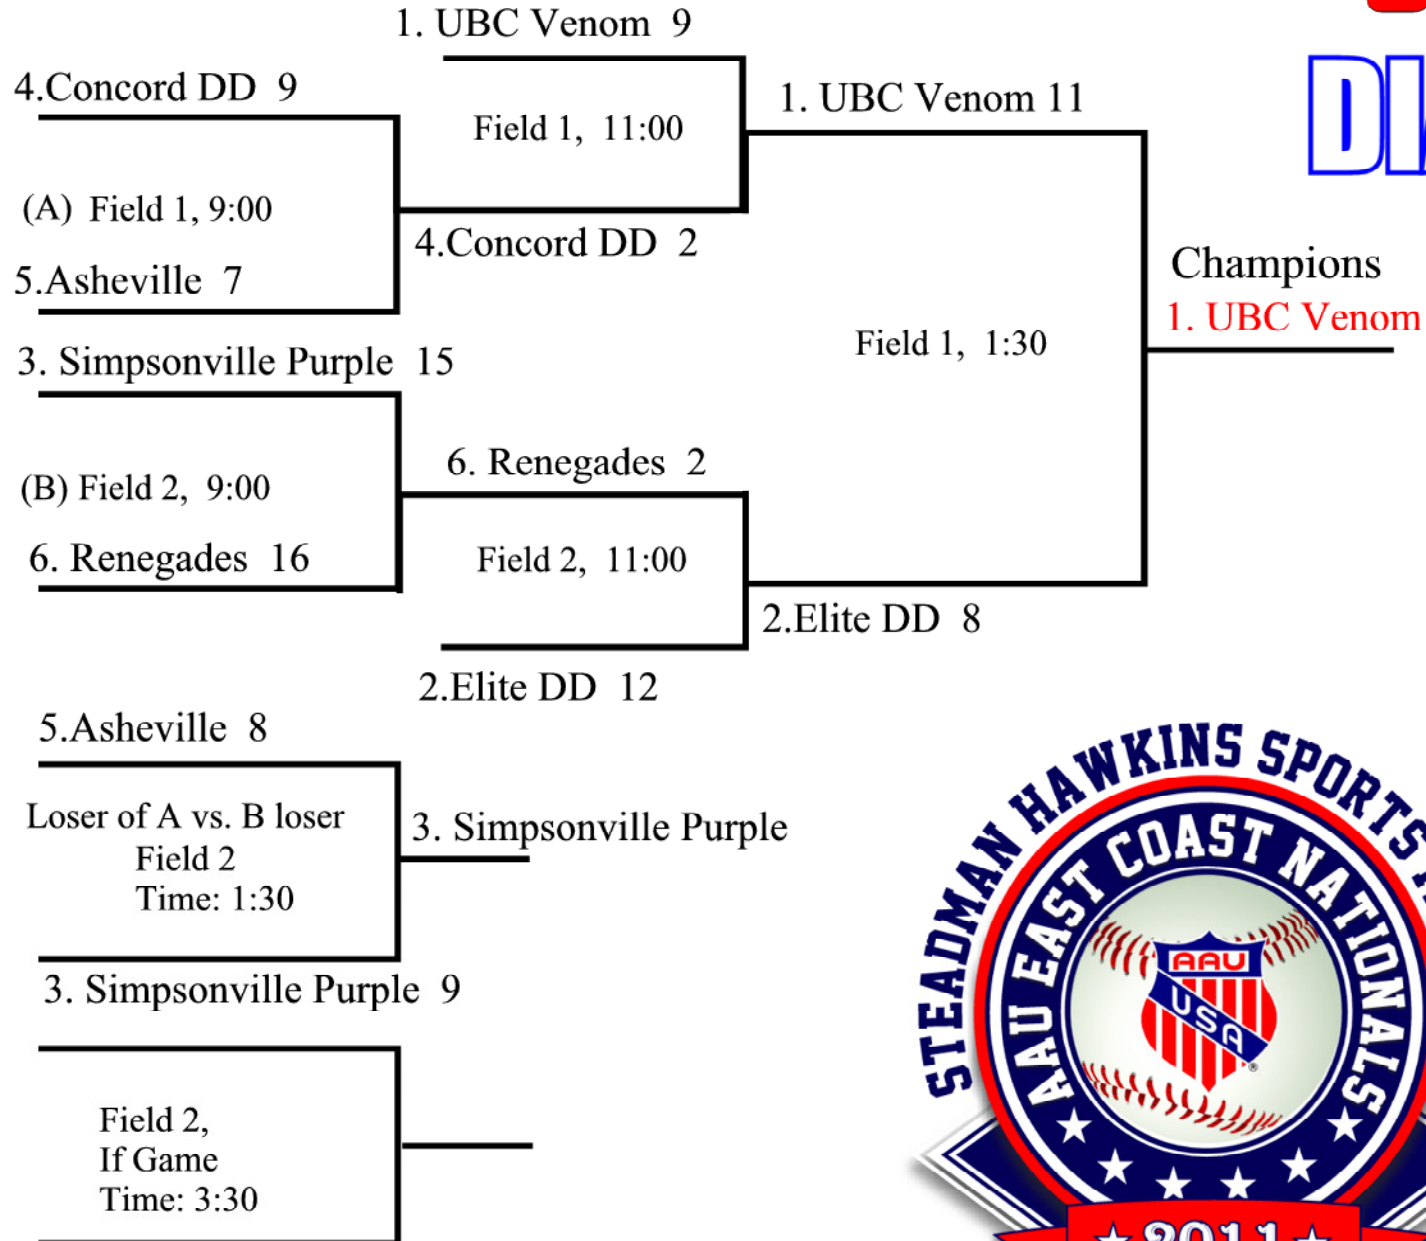 1. UBC Venom 9
4.Concord DD 9
Field 1, 11:00
1. UBC Venom 11
(A) Field 1, 9:00
4.Concord DD 2
5.Asheville 7
Champions
1. UBC Venom
Field 1, 1:30
3. Simpsonville Purple 15
6. Renegades 2
(B) Field 2, 9:00
6. Renegades 16
Field 2, 11:00
2.Elite DD 8
2.Elite DD 12
5.Asheville 8
Loser of A vs. B loser
Field 2
Time: 1:30
3. Simpsonville Purple
3. Simpsonville Purple 9
Field 2,
If Game
Time: 3:30
STEADMAN HAWKINS SPORTS
AAU EAST COAST NATIONALS
AAU
USA
®
2011